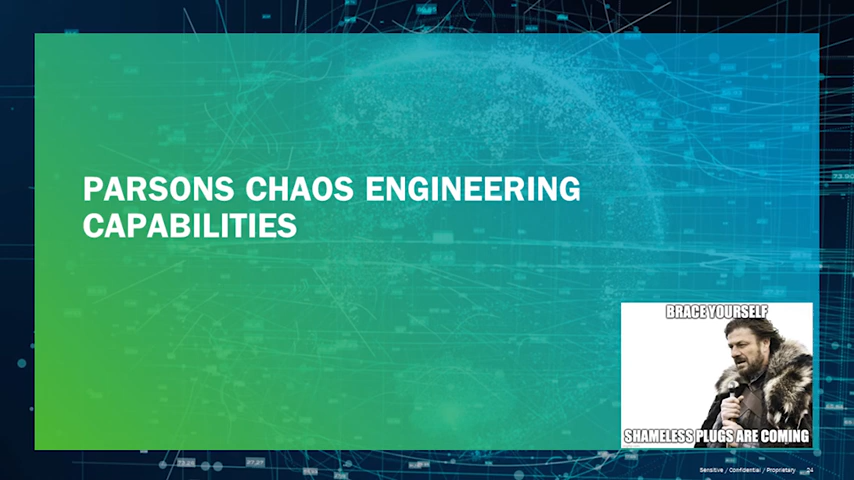 PARSONS CHAOS ENGINEERING
CAPABILITIES
BRACE YOURSELF
SHAMELESS PLUGS ARE COMING
Sensitive / Confidential / Proprietary 24